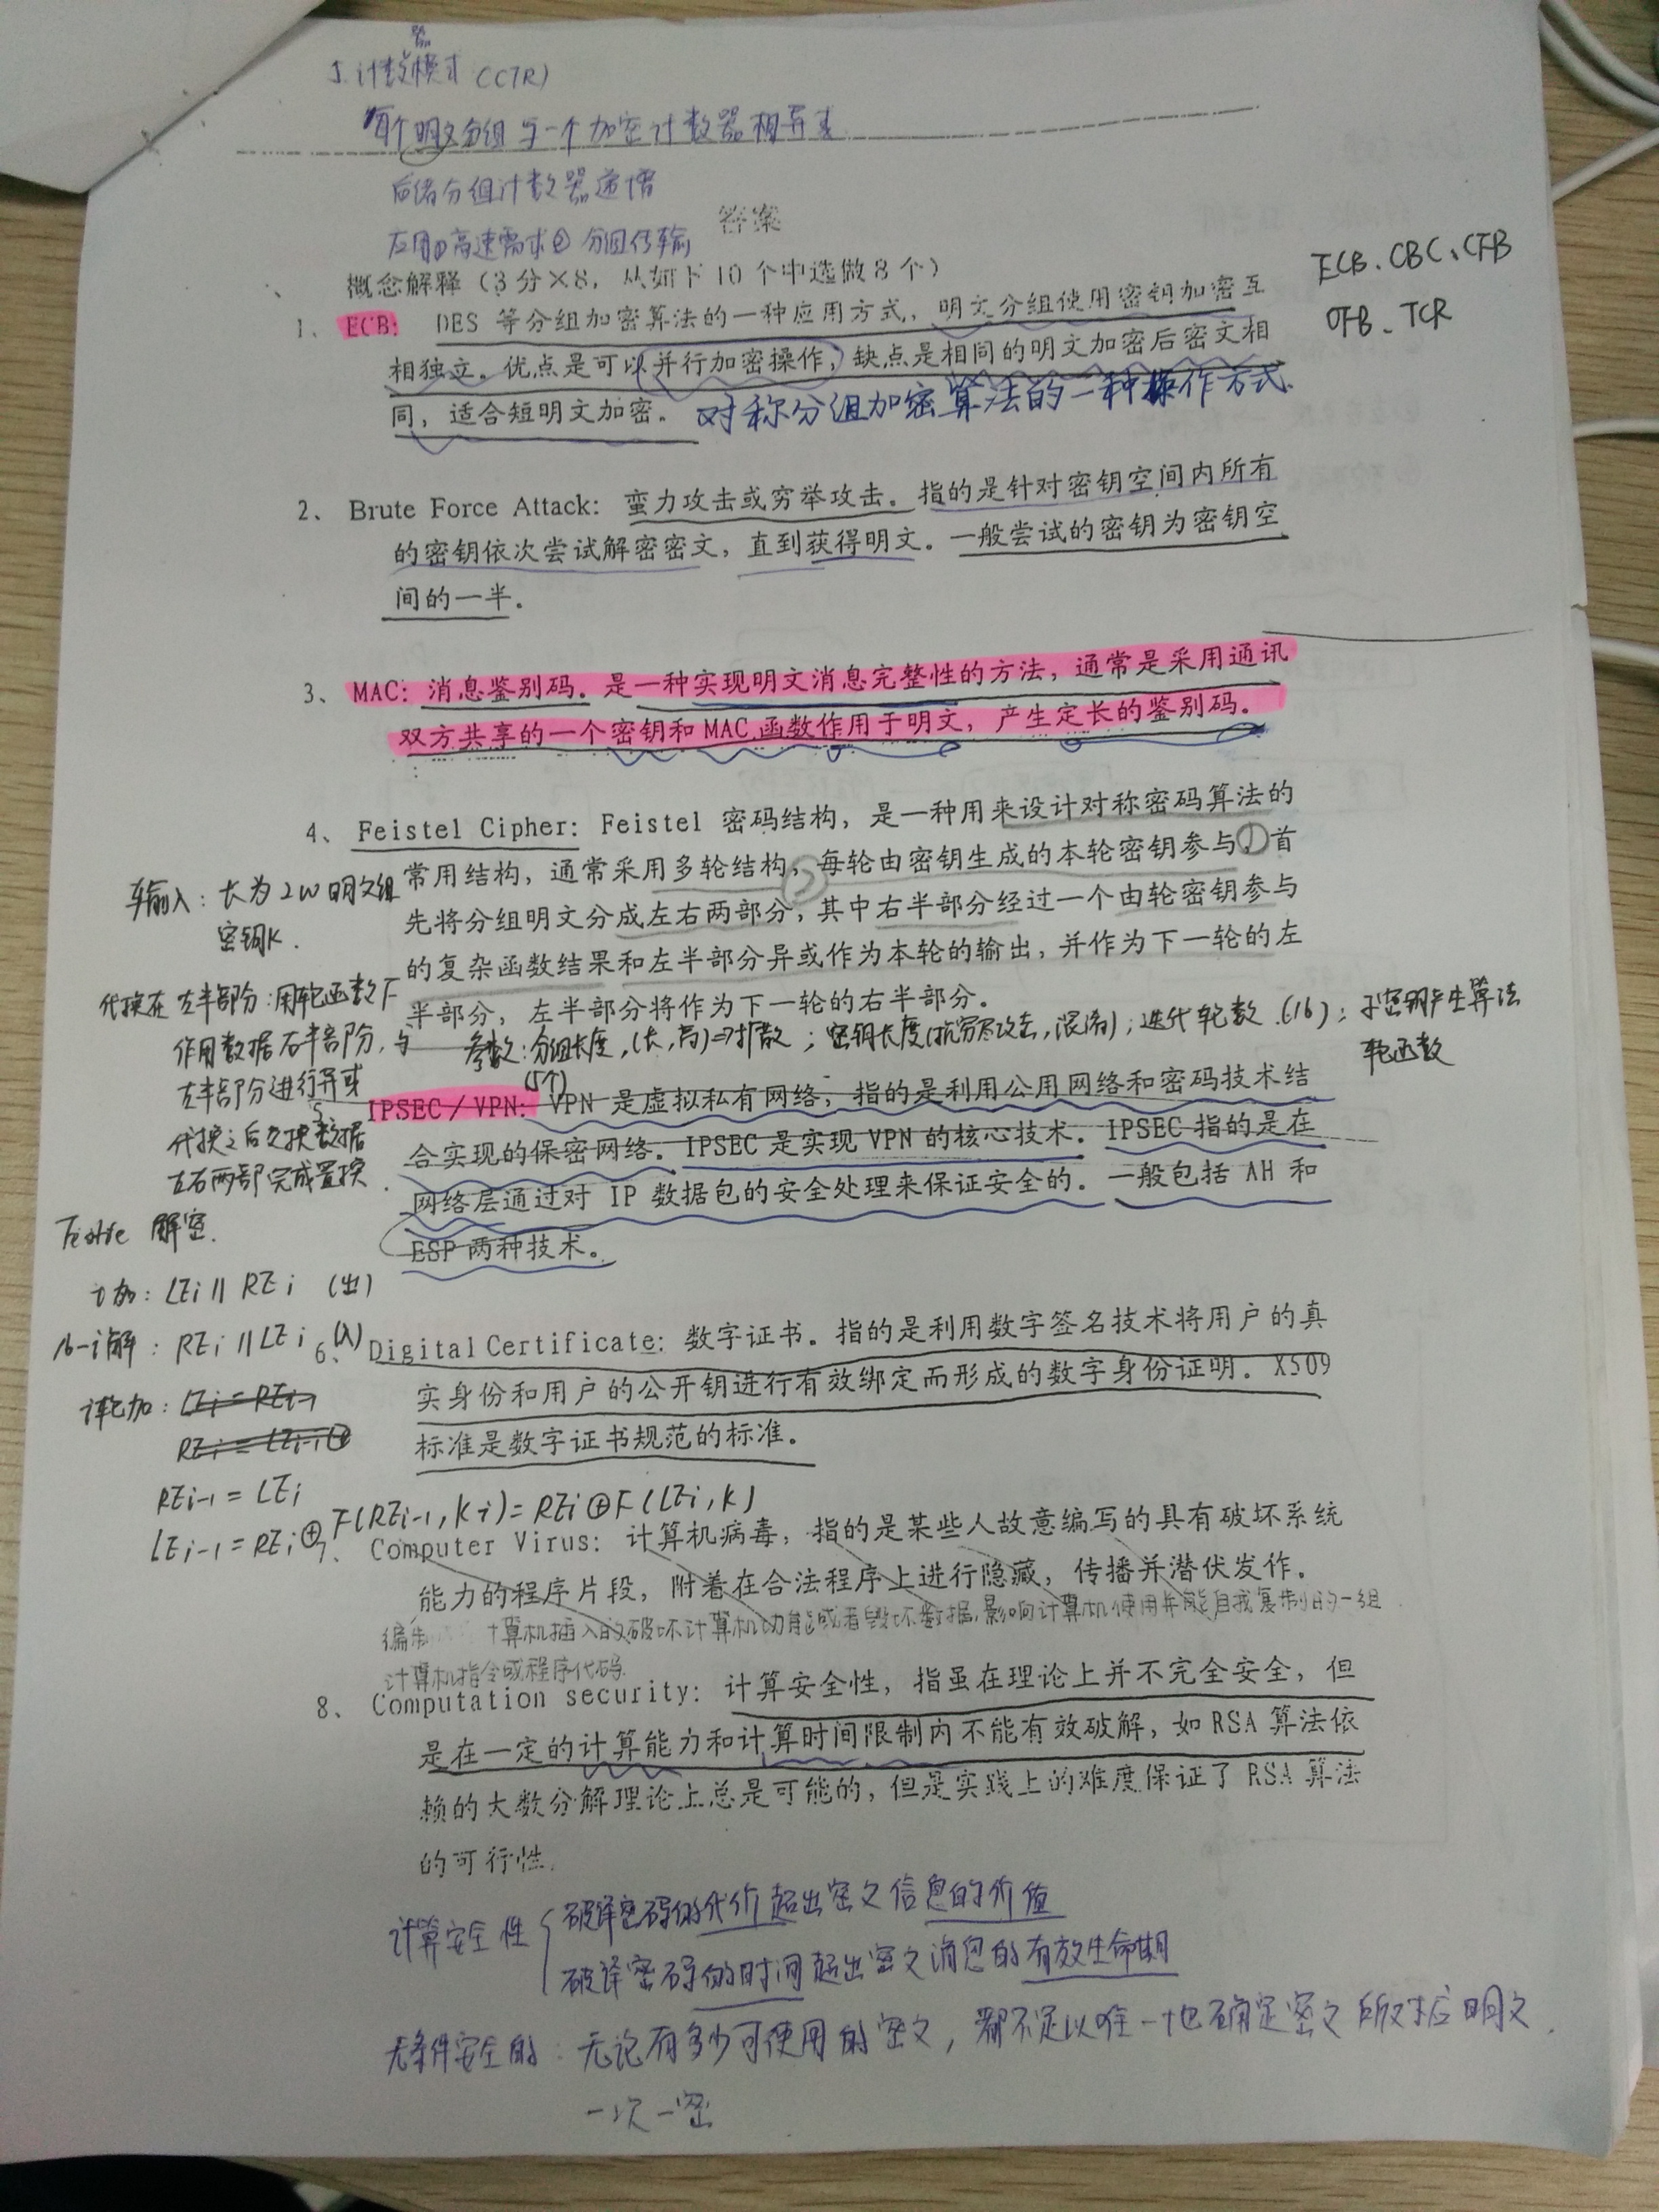 5. 计数器模式 (CTR)
每个明文分组与一个加密计数器相异或
后续分组计数器递增
应用①高速需求② 分组传输
答案
概念解释（3分×8，从如下10个中选做8个）
ECB、CBC、CFB
OFB、TCR
1、 ECB: DES 等分组加密算法的一种应用方式，明文分组使用密钥加密互
相独立。优点是可以并行加密操作，缺点是相同的明文加密后密文相
同，适合短明文加密。 对称分组加密算法的一种操作方式.
2、 Brute Force Attack: 蛮力攻击或穷举攻击。指的是针对密钥空间内所有
的密钥依次尝试解密密文，直到获得明文。一般尝试的密钥为密钥空
间的一半。
3、 MAC: 消息鉴别码。是一种实现明文消息完整性的方法，通常是采用通讯
双方共享的一个密钥和 MAC 函数作用于明文，产生定长的鉴别码。
4、 Feistel Cipher: Feistel 密码结构，是一种用来设计对称密码算法的
常用结构，通常采用多轮结构，② 每轮由密钥生成的本轮密钥参与。① 首
先将分组明文分成左右两部分，其中右半部分经过一个由轮密钥参与
的复杂函数结果和左半部分异或作为本轮的输出，并作为下一轮的左
半部分，左半部分将作为下一轮的右半部分。
输入：长为2W明文组
密钥K.
代换在 左半部分:用轮函数F
作用数据右半部分，与
左半部分进行异或
代换之后交换数据
左右两部完成置换.
参数:分组长度,(长,高)=>扩散；密钥长度(抗穷尽攻击,混淆)；迭代轮数.(16)；子密钥产生算法
(5个)
轮函数
5 IPSEC/VPN: VPN 是虚拟私有网络，指的是利用公用网络和密码技术结
合实现的保密网络。IPSEC 是实现 VPN 的核心技术。IPSEC 指的是在
网络层通过对 IP 数据包的安全处理来保证安全的。一般包括 AH 和
ESP 两种技术。
解密.
i加: LEi || REi (出)
16-i解: REi || LEi (入)
i轮加: LEi = REi-1
REi = LEi-1⊕
REi-1 = LEi
LEi-1 = REi ⊕ F(REi-1, Ki) = REi ⊕ F(LEi, K)
6、 Digital Certificate: 数字证书。指的是利用数字签名技术将用户的真
实身份和用户的公开钥进行有效绑定而形成的数字身份证明。X509
标准是数字证书规范的标准。
7、 Computer Virus: 计算机病毒，指的是某些人故意编写的具有破坏系统
能力的程序片段，附着在合法程序上进行隐藏，传播并潜伏发作。
编制 计算机插入的破坏计算机功能或者毁坏数据,影响计算机使用并能自我复制的一组
计算机指令或程序代码.
8、 Computation security: 计算安全性，指虽在理论上并不完全安全，但
是在一定的计算能力和计算时间限制内不能有效破解，如 RSA 算法依
赖的大数分解理论上总是可能的，但是实践上的难度保证了 RSA 算法
的可行性.
计算安全性 { 破译密码的代价超出密文信息的价值
破译密码的时间超出密文消息的有效生命期
无条件安全的：无论有多少可使用的密文，都不足以唯一地确定密文所对应明文.
一次一密